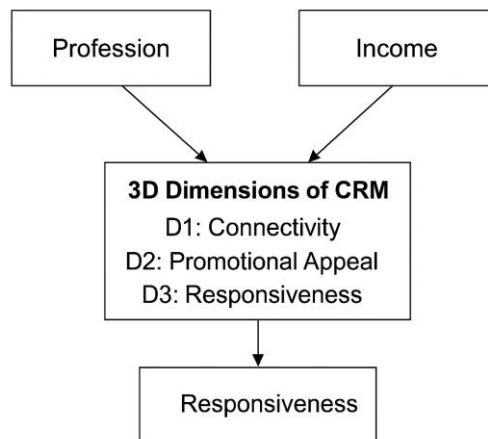 Profession
Income
3D Dimensions of CRM
D1: Connectivity
D2: Promotional Appeal
D3: Responsiveness
Responsiveness